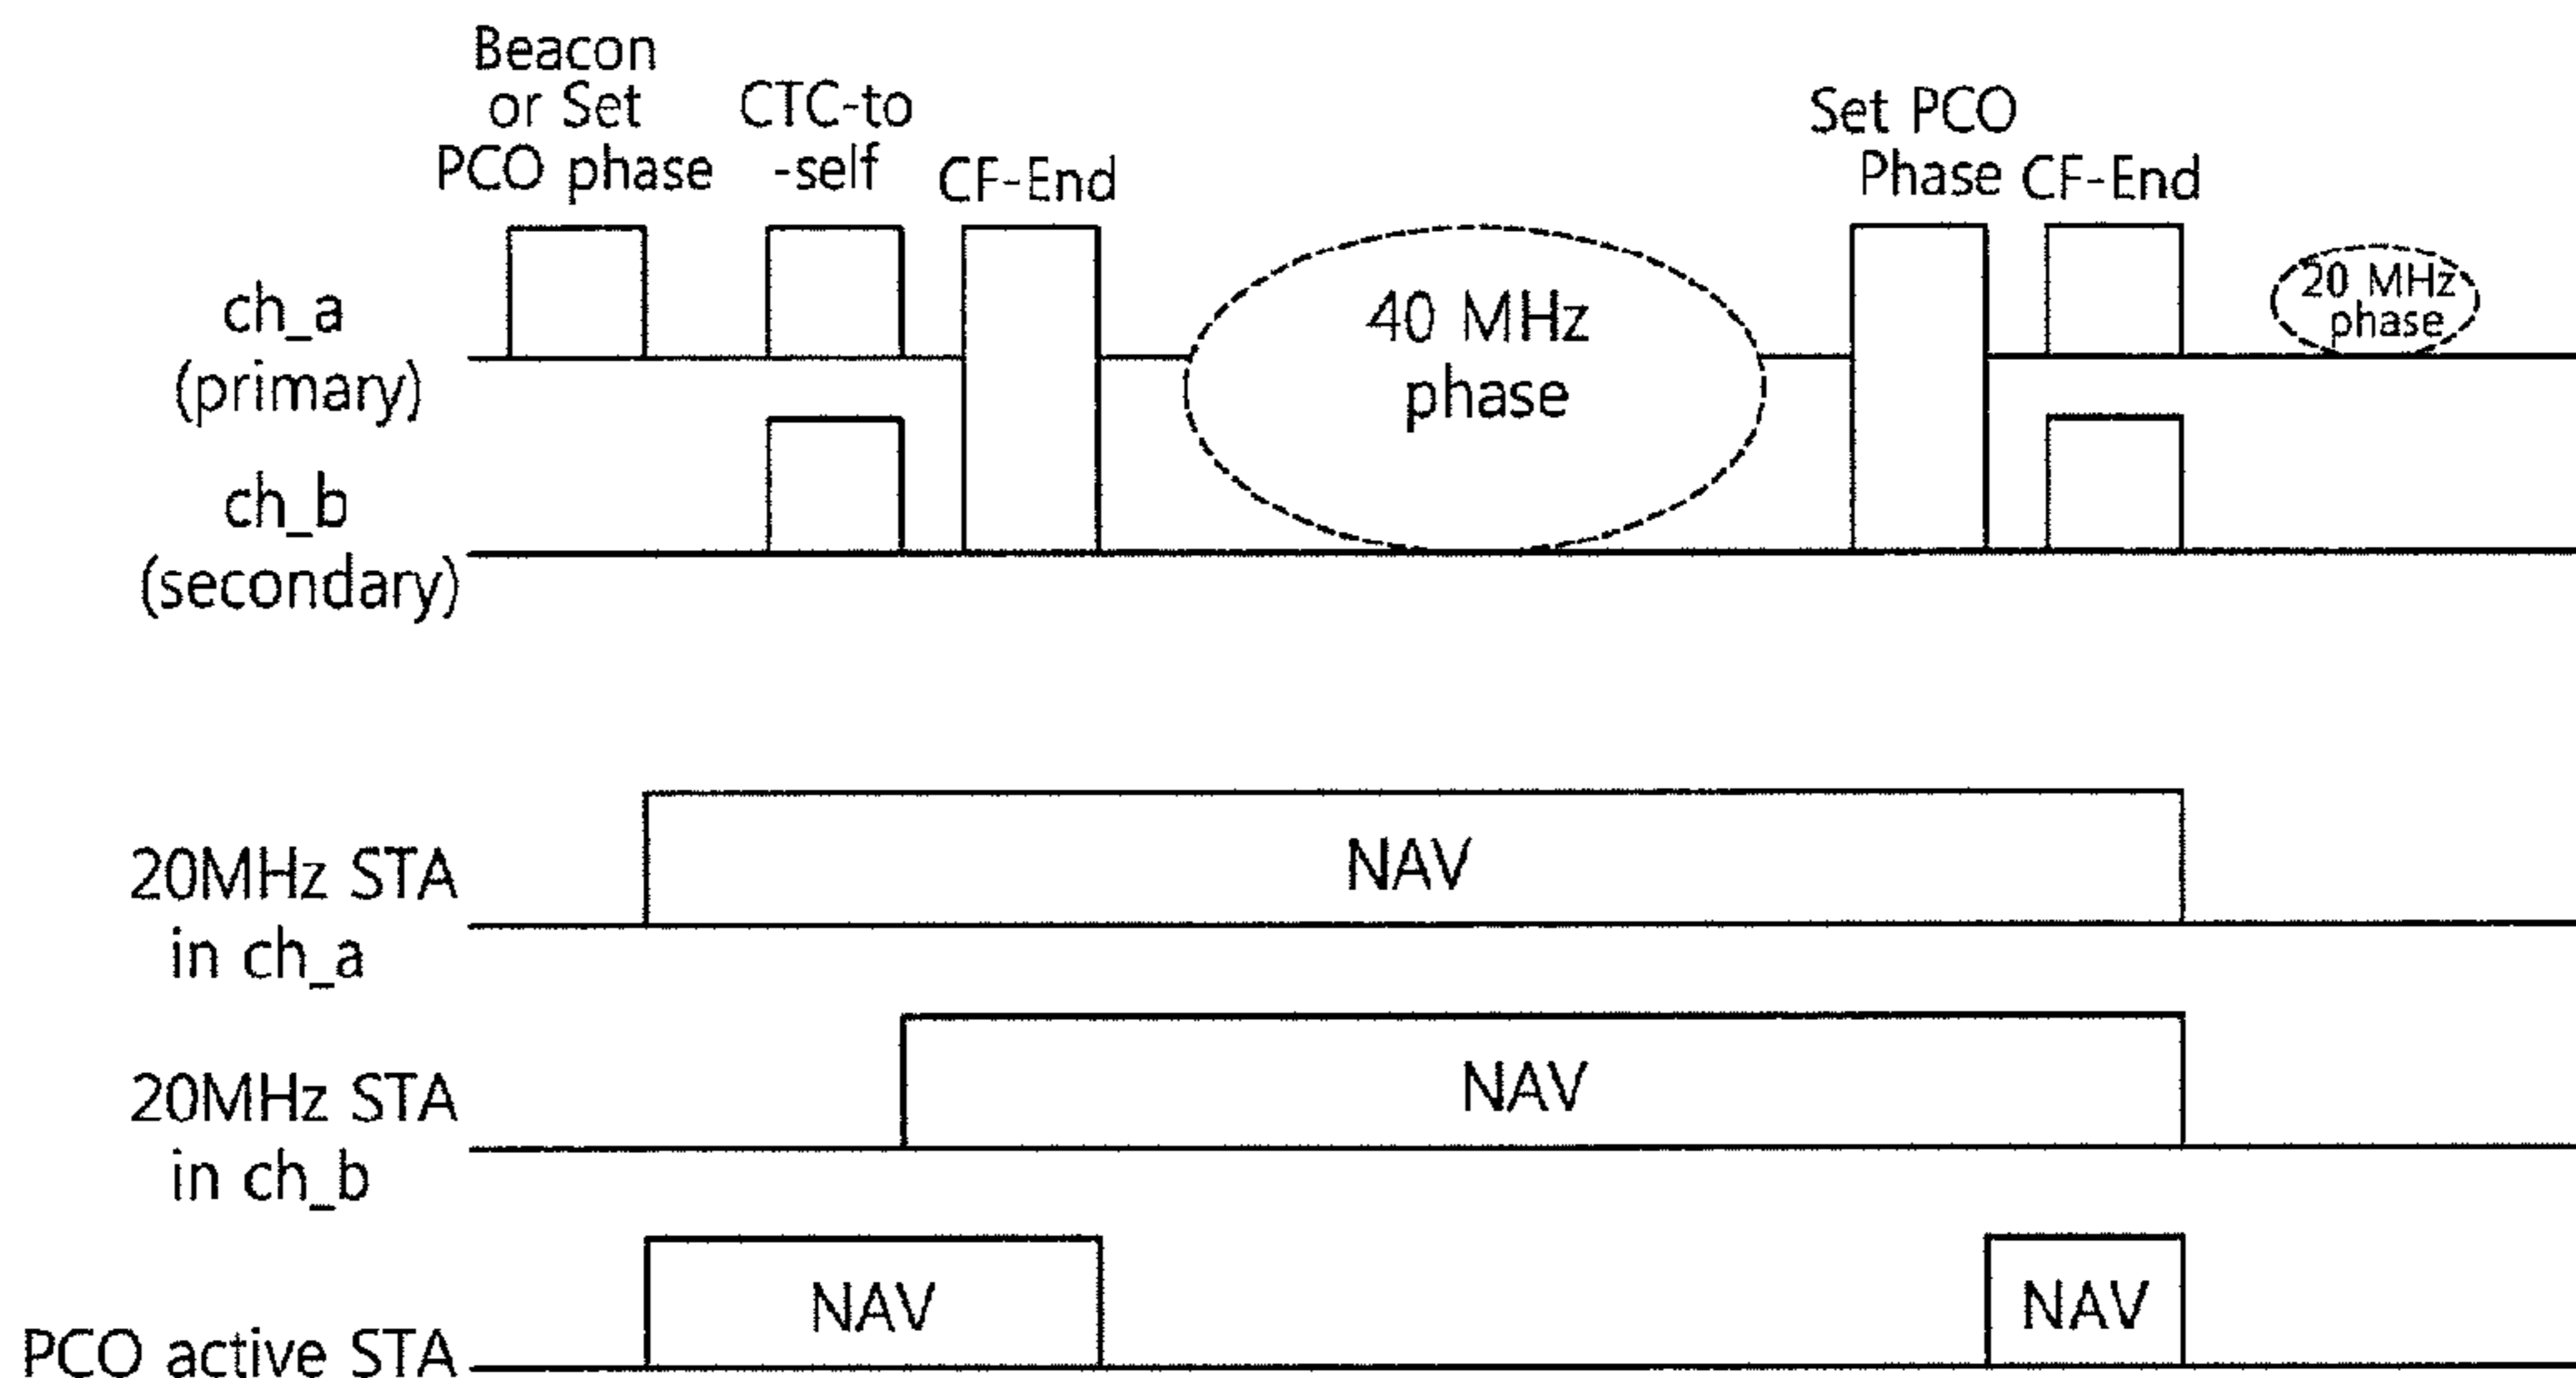 Beacon
or Set
PCO phase
CTC-to
-self
CF-End
Set PCO
Phase
CF-End
ch_a
(primary)
40 MHz
phase
20 MHz
phase
ch_b
(secondary)
20MHz STA
in ch_a
NAV
20MHz STA
in ch_b
NAV
PCO active STA
NAV
NAV